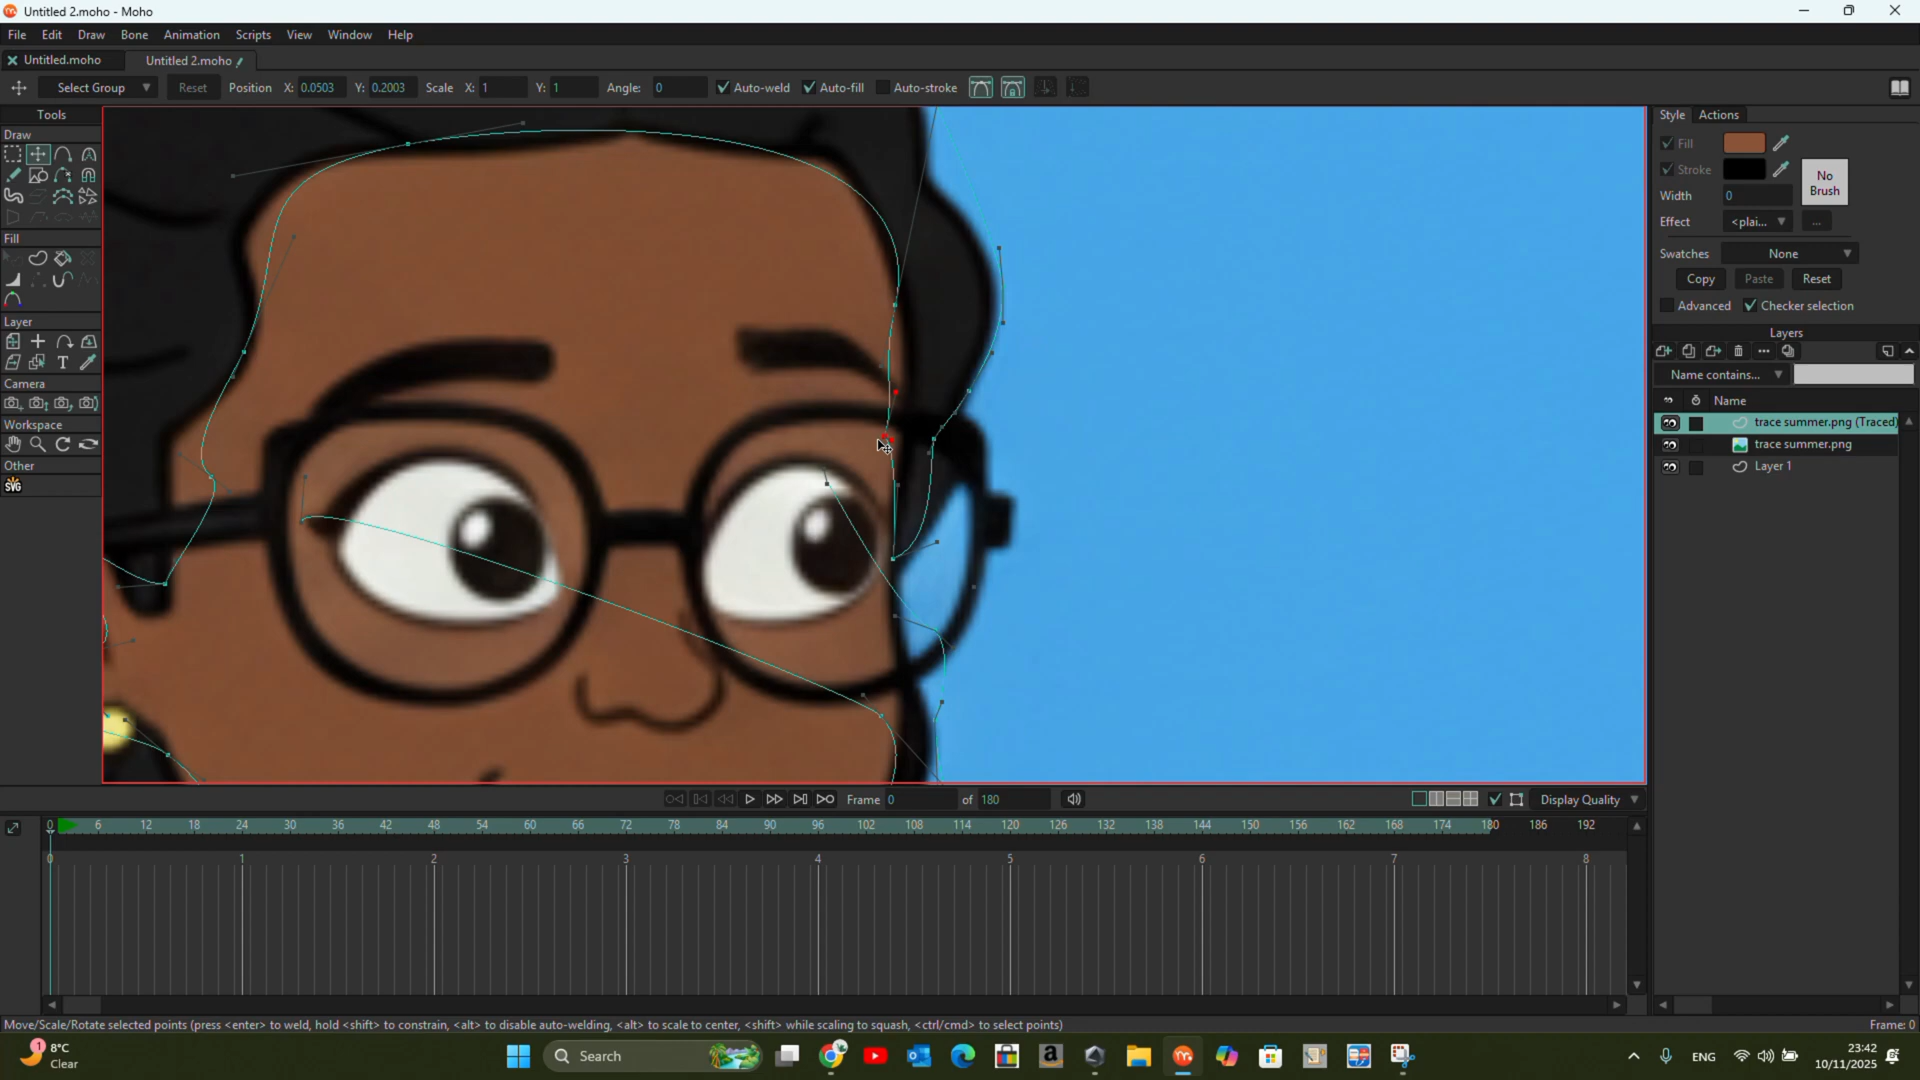 Untitled 2.moho - Moho
File Edit Draw Bone Animation Scripts View Window Help
Untitled.moho Untitled 2.moho
Select Group Reset Position X: 0.0503 Y: 0.2003 Scale X: 1 Y: 1 Angle: 0 Auto-weld Auto-fill Auto-stroke
Tools
Draw
Fill
Layer
Camera
Workspace
Other
SVG
Style Actions
Fill
Stroke
No Brush
Width 0
Effect <plai... ...
Swatches None
Copy Paste Reset
Advanced Checker selection
Layers
Name contains...
Name
trace summer.png (Traced)
trace summer.png
Layer 1
Frame 0 of 180 Display Quality
0 6 12 18 24 30 36 42 48 54 60 66 72 78 84 90 96 102 108 114 120 126 132 138 144 150 156 162 168 174 180 186 192
0 1 2 3 4 5 6 7 8
Move/Scale/Rotate selected points (press <enter> to weld, hold <shift> to constrain, <alt> to disable auto-welding, <alt> to scale to center, <shift> while scaling to squash, <ctrl/cmd> to select points)
Frame: 0
1 8°C
Clear
Search
ENG
23:42
10/11/2025